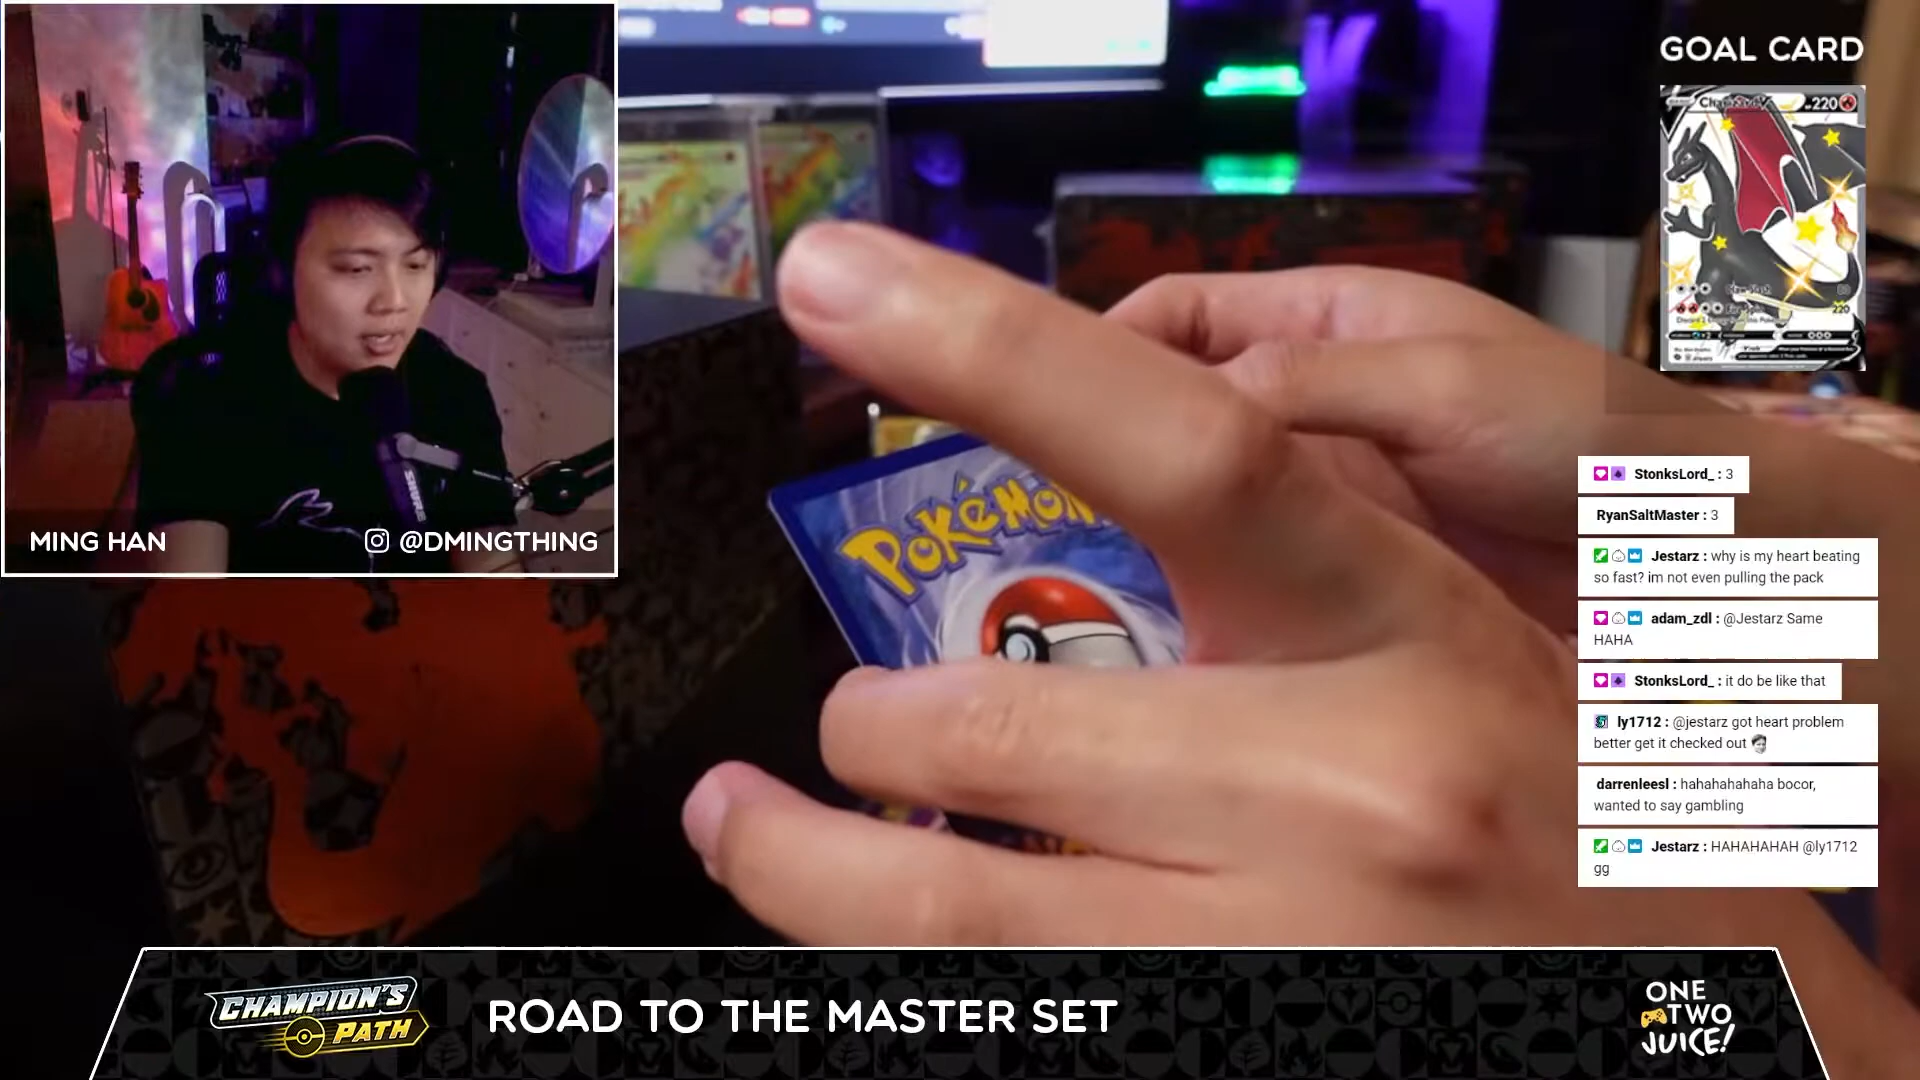 MING HAN
@DMINGTHING
Pokémon
GOAL CARD
220
220
StonksLord_ : 3
RyanSaltMaster : 3
Jestarz : why is my heart beating
so fast? im not even pulling the pack
adam_zdl : @Jestarz Same
HAHA
StonksLord_ : it do be like that
ly1712 : @jestarz got heart problem
better get it checked out
darrenleesl : hahahahahaha bocor,
wanted to say gambling
Jestarz : HAHAHAHAH @ly1712
gg
SHURE
CHAMPION'S
PATH
ROAD TO THE MASTER SET
ONE
TWO
JUICE!